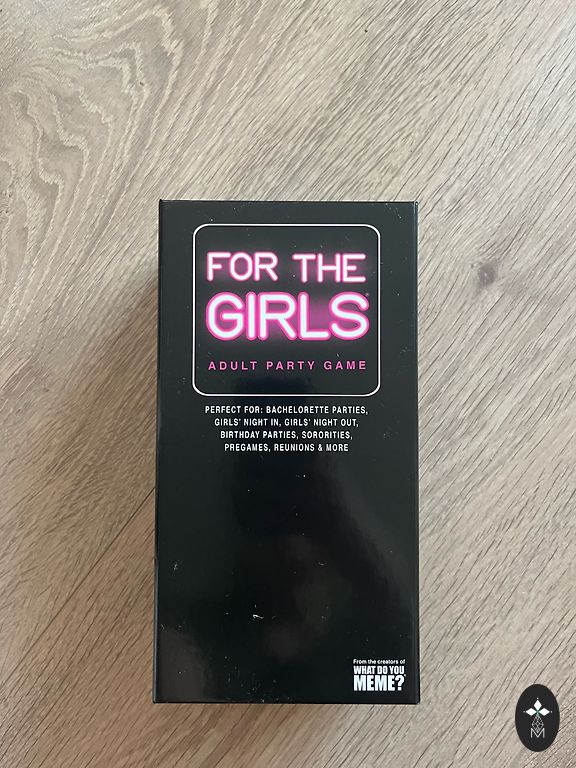 FOR THE
GIRLS®
ADULT PARTY GAME
PERFECT FOR: BACHELORETTE PARTIES,
GIRLS' NIGHT IN, GIRLS' NIGHT OUT,
BIRTHDAY PARTIES, SORORITIES,
PREGAMES, REUNIONS & MORE
From the creators of
WHAT DO YOU
MEME?
M